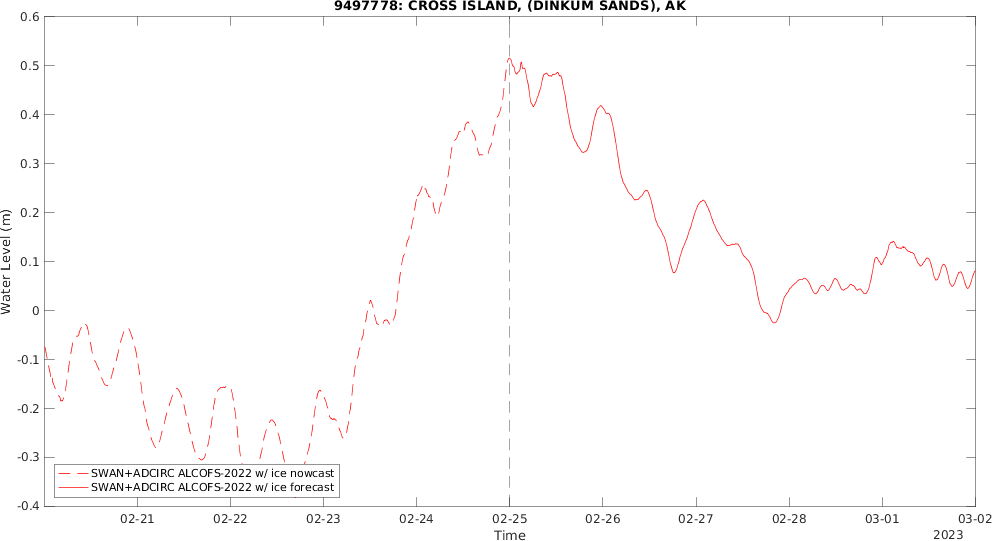 9497778: CROSS ISLAND, (DINKUM SANDS), AK
0.6
0.5
0.4
0.3
0.2
0.1
0
-0.1
-0.2
-0.3
-0.4
Water Level (m)
SWAN+ADCIRC ALCOFS-2022 w/ ice nowcast
SWAN+ADCIRC ALCOFS-2022 w/ ice forecast
02-21 02-22 02-23 02-24 02-25 02-26 02-27 02-28 03-01 03-02
Time
2023